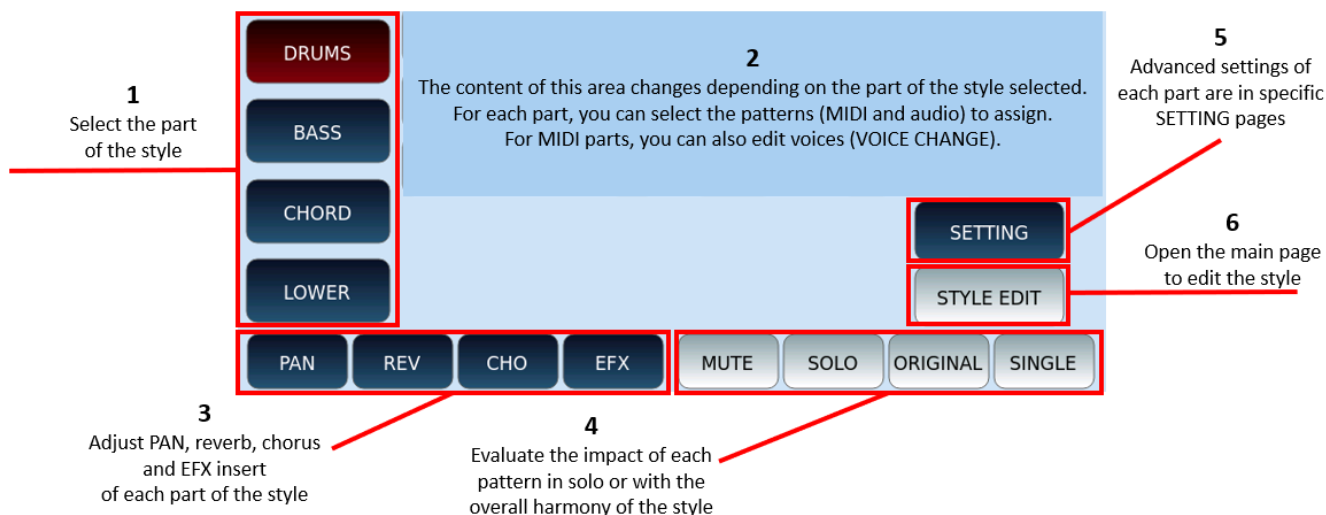 1
Select the part
of the style
DRUMS
BASS
CHORD
LOWER
2
The content of this area changes depending on the part of the style selected.
For each part, you can select the patterns (MIDI and audio) to assign.
For MIDI parts, you can also edit voices (VOICE CHANGE).
5
Advanced settings of
each part are in specific
SETTING pages
SETTING
STYLE EDIT
6
Open the main page
to edit the style
PAN REV CHO EFX MUTE SOLO ORIGINAL SINGLE
3
Adjust PAN, reverb, chorus
and EFX insert
of each part of the style
4
Evaluate the impact of each
pattern in solo or with the
overall harmony of the style